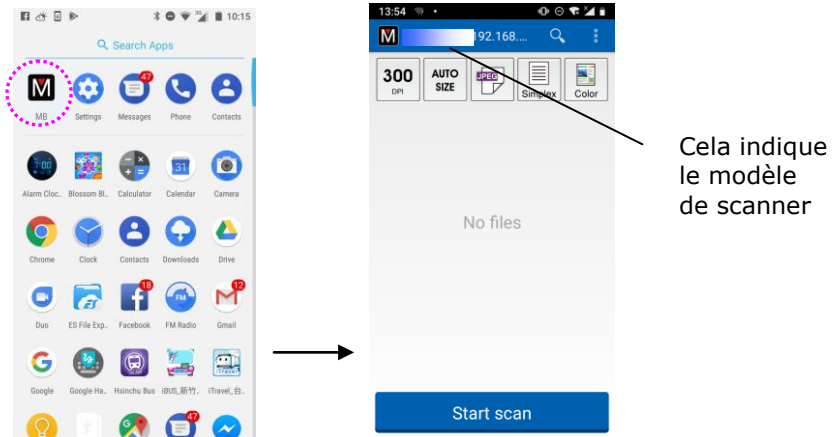 10:15
Search Apps
47
MB
Settings
Messages
Phone
Contacts
7:00
31
Alarm Cloc..
Blossom Bl..
Calculator
Calendar
Camera
Chrome
Clock
Contacts
Downloads
Drive
18
FM
12
Duo
ES File Exp..
Facebook
FM Radio
Gmail
Google
Google Ha..
Hsinchu Bus
iBUS_新竹..
iTravel_台..
47
13:54
192.168....
300
DPI
AUTO
SIZE
JPEG
Simplex
Color
No files
Start scan
Cela indique
le modèle
de scanner